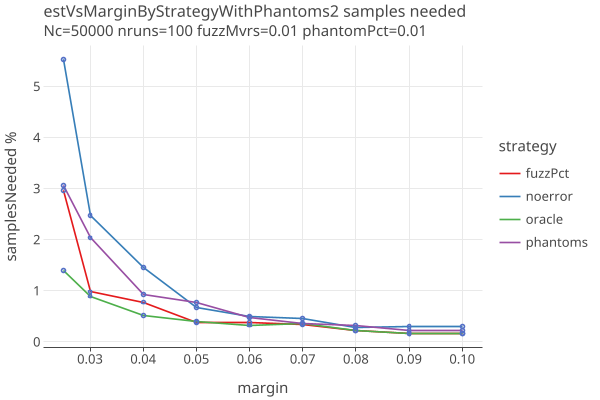 estVsMarginByStrategyWithPhantoms2 samples needed
Nc=50000 nruns=100 fuzzMvrs=0.01 phantomPct=0.01
samplesNeeded %
5
4
3
2
1
0
0.03 0.04 0.05 0.06 0.07 0.08 0.09 0.10
margin
strategy
fuzzPct
noerror
oracle
phantoms